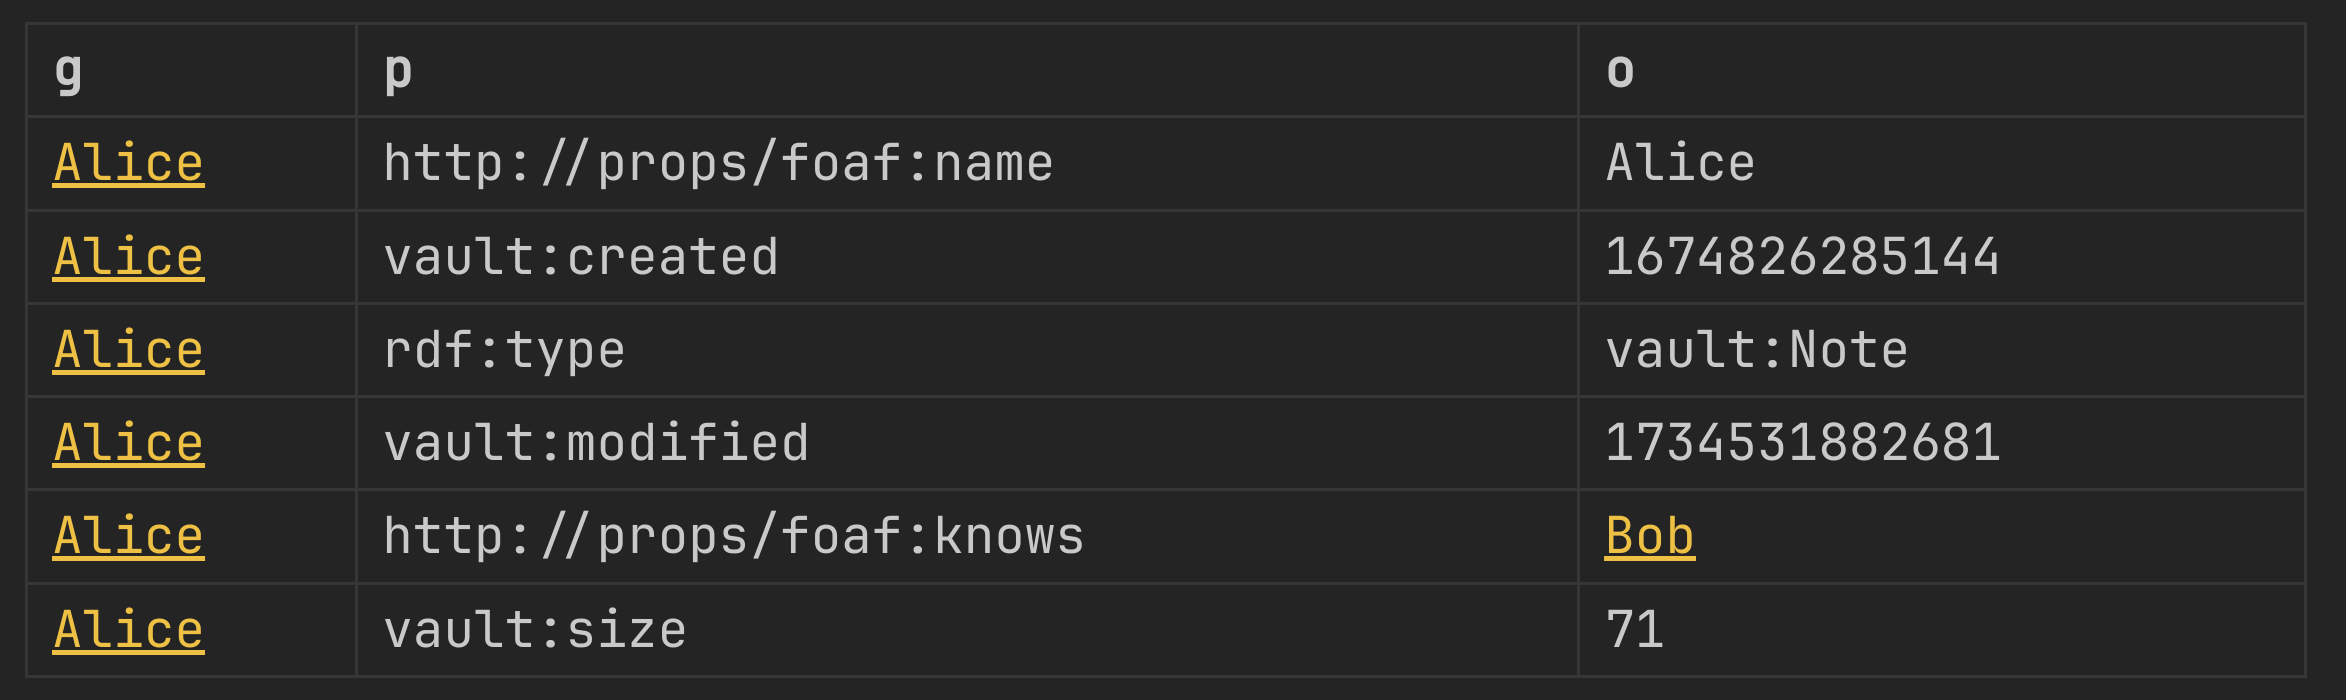 g p o
Alice http://props/foaf:name Alice
Alice vault:created 1674826285144
Alice rdf:type vault:Note
Alice vault:modified 1734531882681
Alice http://props/foaf:knows Bob
Alice vault:size 71